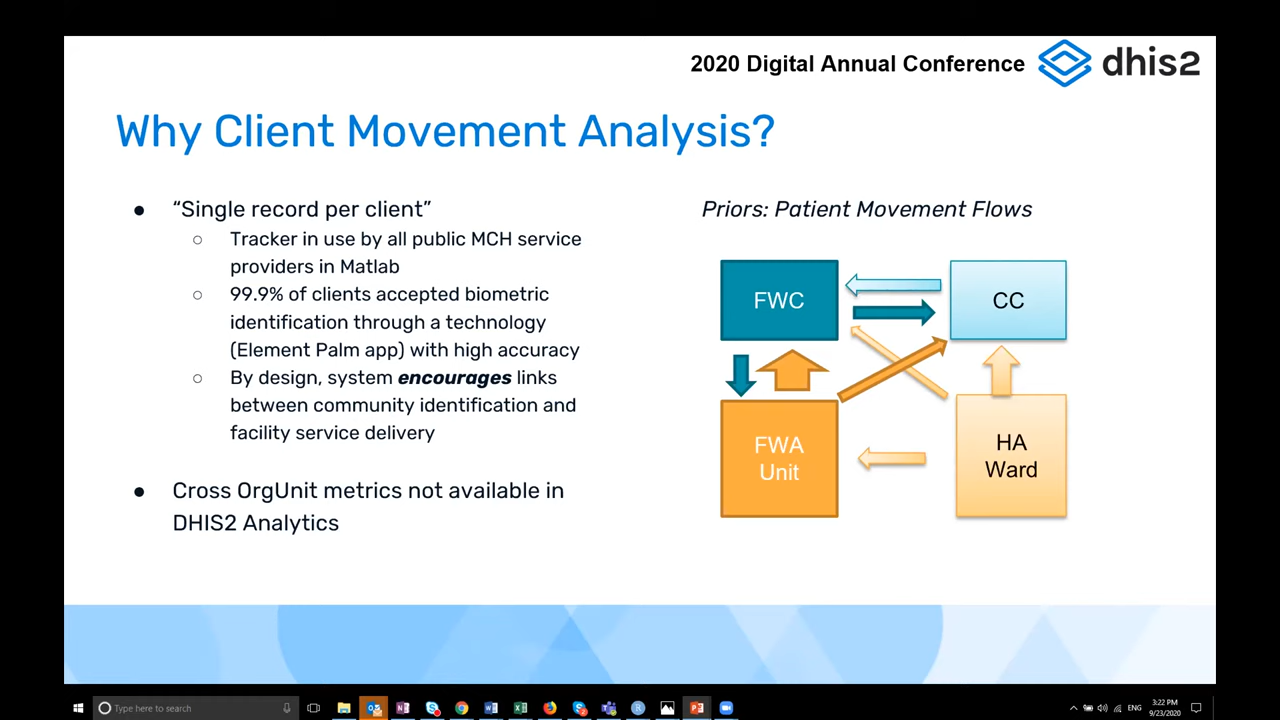 2020 Digital Annual Conference
dhis2
Why Client Movement Analysis?
● “Single record per client”
○ Tracker in use by all public MCH service
providers in Matlab
○ 99.9% of clients accepted biometric
identification through a technology
(Element Palm app) with high accuracy
○ By design, system encourages links
between community identification and
facility service delivery
● Cross OrgUnit metrics not available in
DHIS2 Analytics
Priors: Patient Movement Flows
FWC
CC
FWA
Unit
HA
Ward
Type here to search
ENG
3:22 PM
9/23/2020